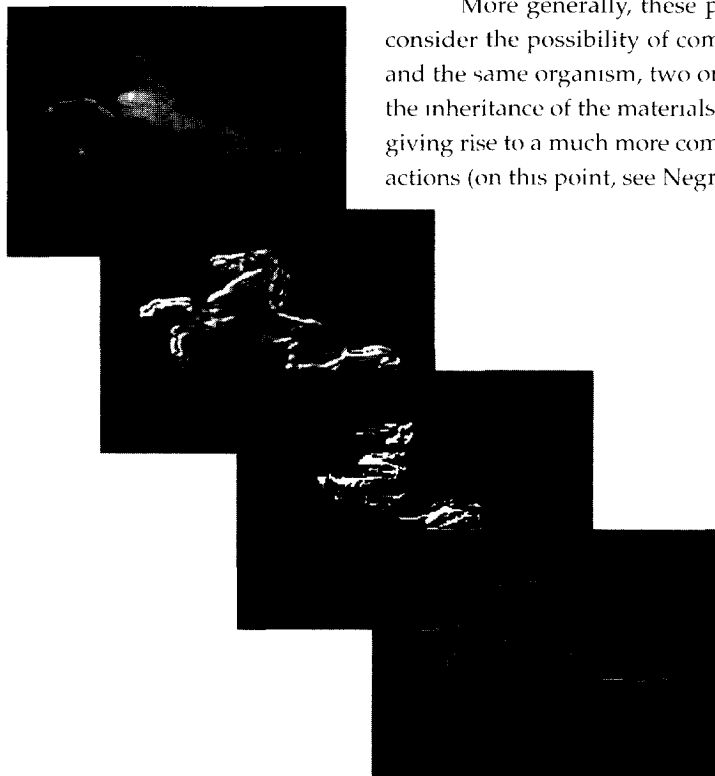 More generally, these p
consider the possibility of com
and the same organism, two or
the inheritance of the materials
giving rise to a much more com
actions (on this point, see Negr